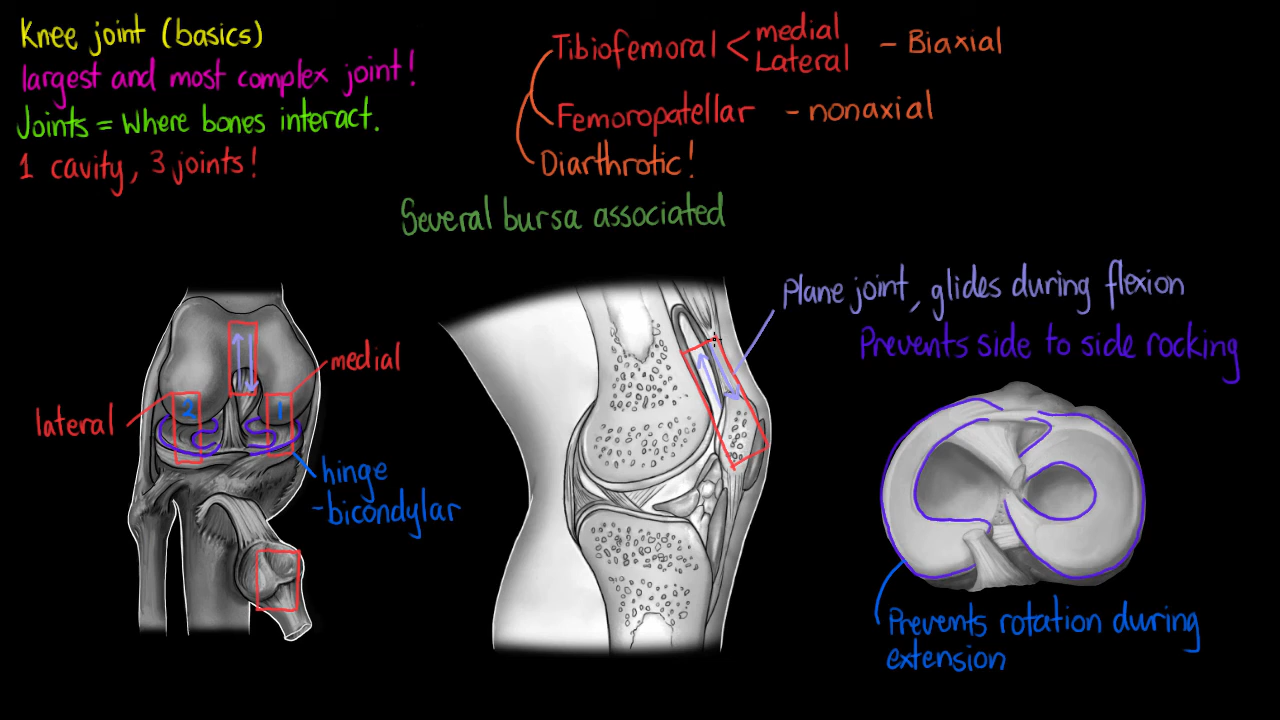 Knee joint (basics)
largest and most complex joint!
Joints = Where bones interact.
1 cavity, 3 joints!
Tibiofemoral < medial
Lateral
- Biaxial
Femoropatellar - nonaxial
Diarthrotic!
Several bursa associated
Plane joint, glides during flexion
Prevents side to side rocking
medial
lateral
2
1
hinge
-bicondylar
Prevents rotation during
extension